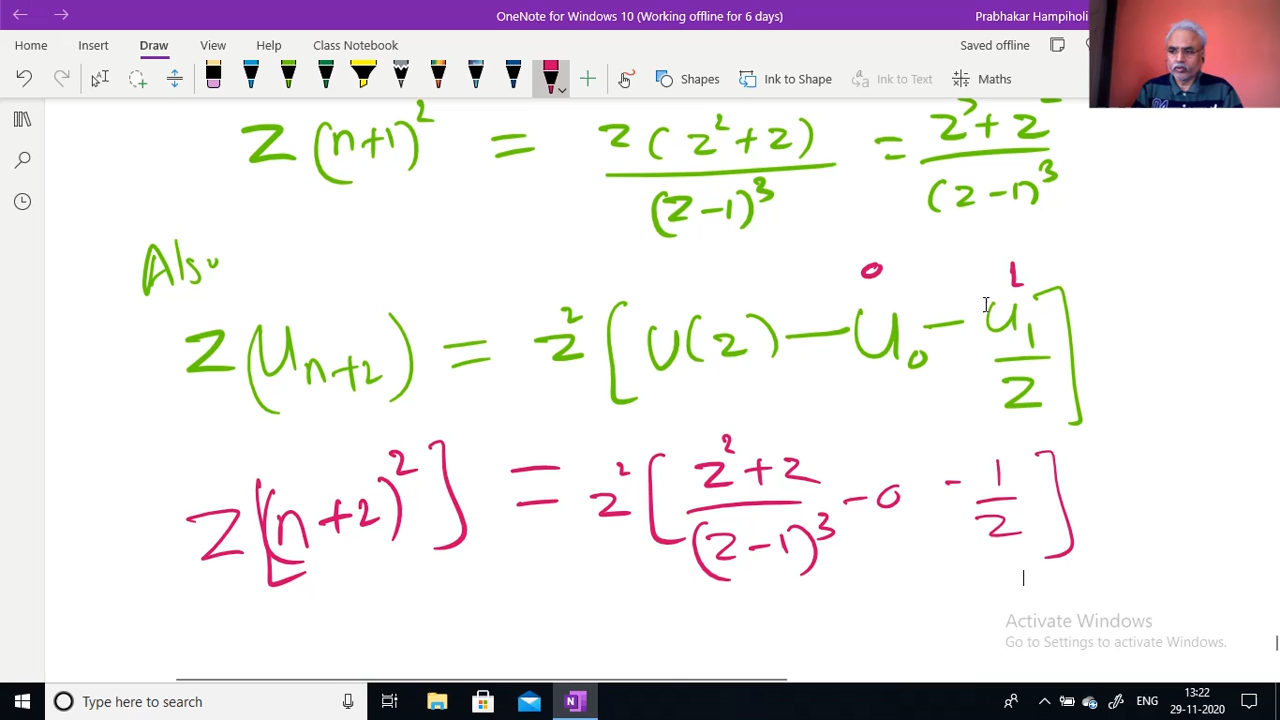 OneNote for Windows 10 (Working offline for 6 days)
Prabhakar Hampiholi
Home Insert Draw View Help Class Notebook
Saved offline
Shapes Ink to Shape Ink to Text Maths
Z(n+1)² = z(z²+z)/(z-1)³ = z³+z²/(z-1)³
Also
0 1
Z(Un+2) = z²[U(z) — U₀ — U₁/z]
Z[(n+2)²] = z²[z²+z/(z-1)³ - 0 - 1/z]
Activate Windows
Go to Settings to activate Windows.
Type here to search
ENG
13:22
29-11-2020